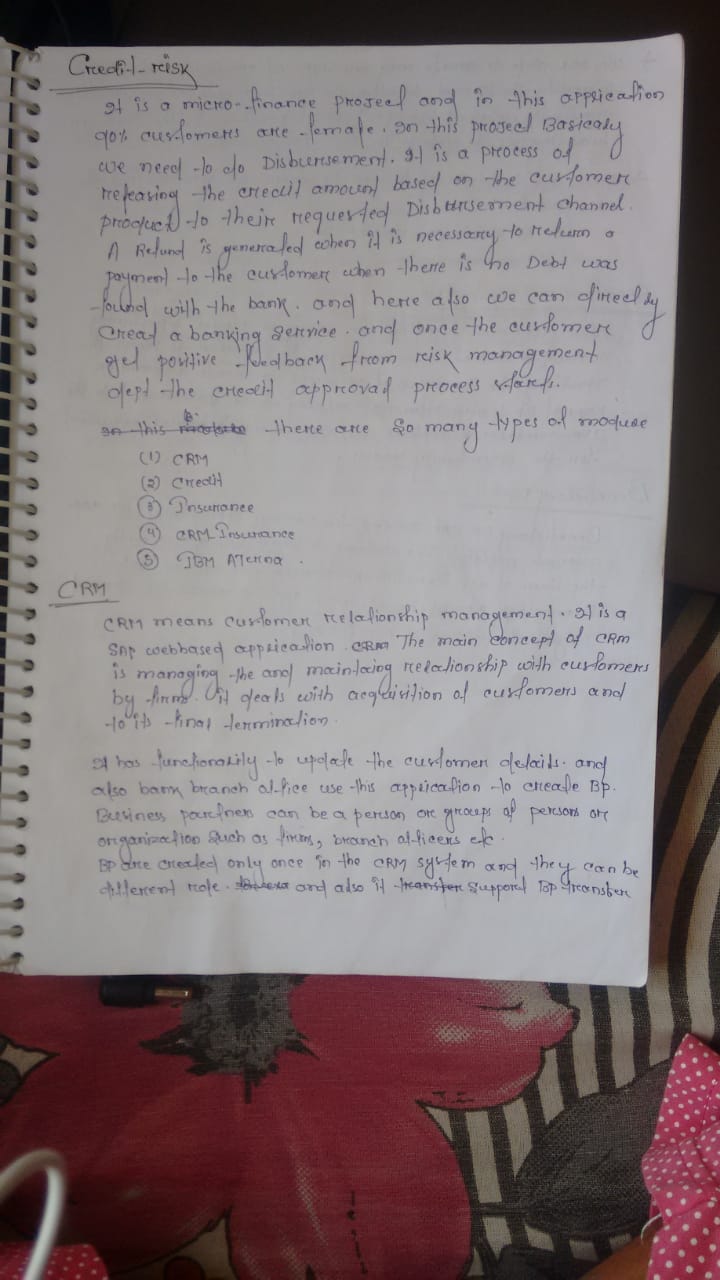 Credit-risk
It is a micro-finance project and in this application
90% customers are female. In this project Basicaly
we need to do Disbursement. It is a process of
releasing the credit amount based on the customer
product to their requested Disbursement channel.
A Refund is generated when it is necessary to return a
payment to the customer when there is no Debt was
found with the bank. and here also we can directly
Creat a banking service. and once the customer
get positive feedback from risk management
dept the credit approval process starts.
In this there are so many types of module
(1) CRM
(2) Credit
(3) Insurance
(4) CRM Insurance
(5) IBM
CRM
CRM means customer relationship management. It is a
SAP webbased application. CRM The main concept of CRM
is managing the and maintaing relationship with customers
by firms. it deals with acquisition of customers and
to its final termination.
It has functionality to update the customer details. and
also bank branch office use this application to create BP.
Business partners can be a person or groups of persons or
organization such as firms, branch officers etc.
BP are created only once in the CRM system and they can be
different role. and also it transfer support BP transfer